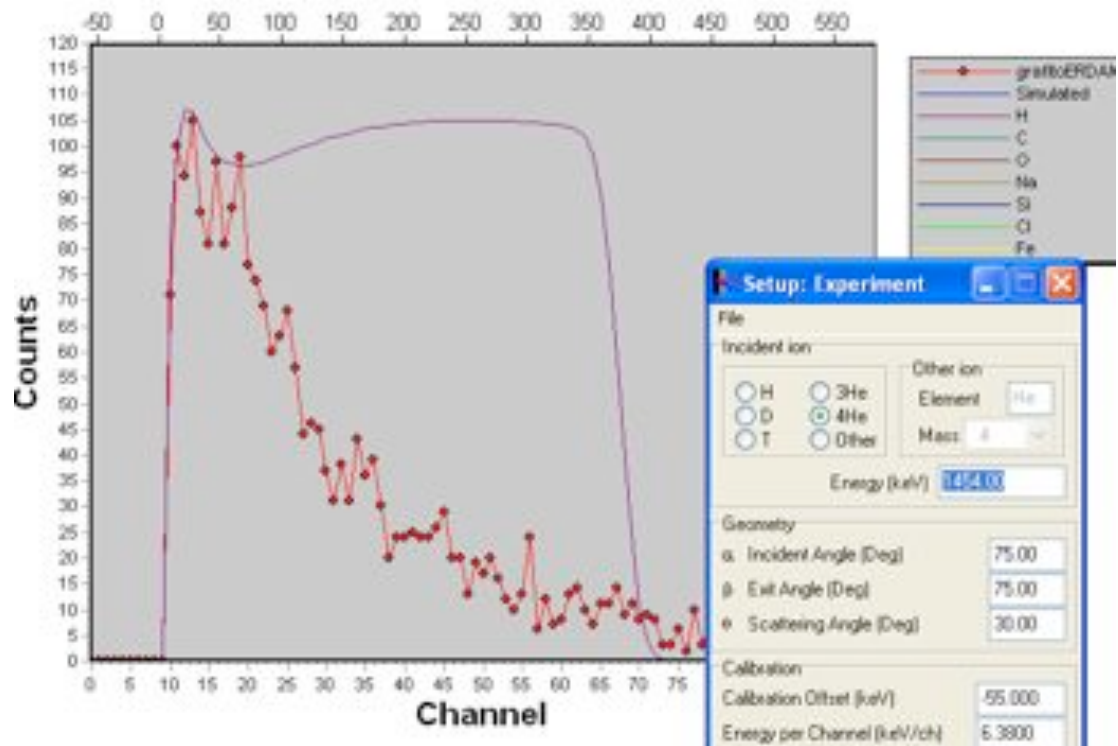 -50 0 50 100 150 200 250 300 350 400 450 500 550
120
115
110
105
100
95
90
85
80
75
70
65
60
55
50
45
40
35
30
25
20
15
10
5
0
Counts
0 5 10 15 20 25 30 35 40 45 50 55 60 65 70 75
Channel
Simulated
H
C
O
Na
Si
Cl
Fe
Setup: Experiment
File
Incident ion
H 3He
D 4He
T Other
Other ion
Element He
Mass 4
Energy (keV) 1464.00
Geometry
α Incident Angle (Deg) 75.00
β Exit Angle (Deg) 75.00
θ Scattering Angle (Deg) 30.00
Calibration
Calibration Offset (keV) -55.000
Energy per Channel (keV/ch) 6.3800